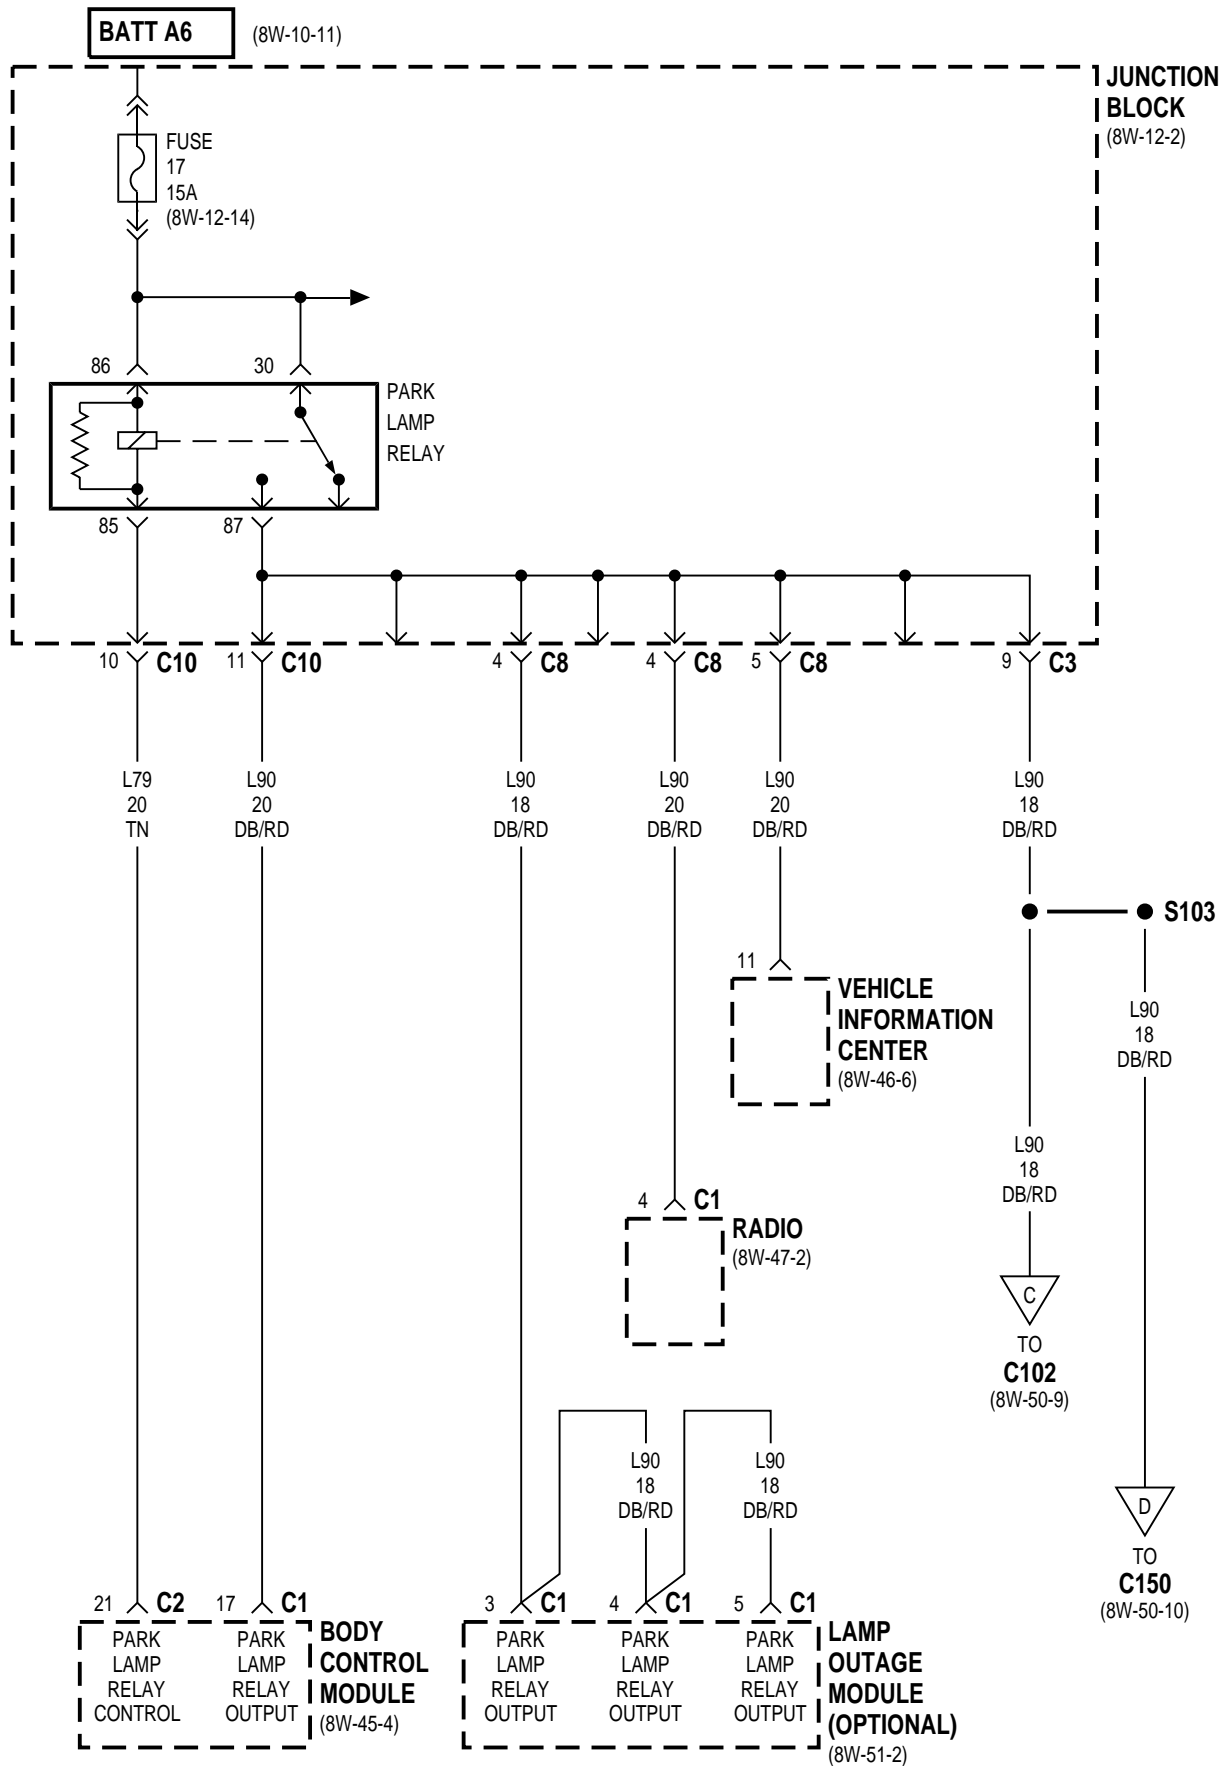 BATT A6
(8W-10-11)
JUNCTION
BLOCK
(8W-12-2)
FUSE
17
15A
(8W-12-14)
86
30
PARK
LAMP
RELAY
85
87
10
C10
11
C10
4
C8
4
C8
5
C8
9
C3
L79
20
TN
L90
20
DB/RD
L90
18
DB/RD
L90
20
DB/RD
L90
20
DB/RD
L90
18
DB/RD
S103
11
VEHICLE
INFORMATION
CENTER
(8W-46-6)
L90
18
DB/RD
L90
18
DB/RD
4
C1
RADIO
(8W-47-2)
C
TO
C102
(8W-50-9)
L90
18
DB/RD
L90
18
DB/RD
D
TO
C150
(8W-50-10)
21
C2
17
C1
3
C1
4
C1
5
C1
PARK
LAMP
RELAY
CONTROL
PARK
LAMP
RELAY
OUTPUT
BODY
CONTROL
MODULE
(8W-45-4)
PARK
LAMP
RELAY
OUTPUT
PARK
LAMP
RELAY
OUTPUT
PARK
LAMP
RELAY
OUTPUT
LAMP
OUTAGE
MODULE
(OPTIONAL)
(8W-51-2)